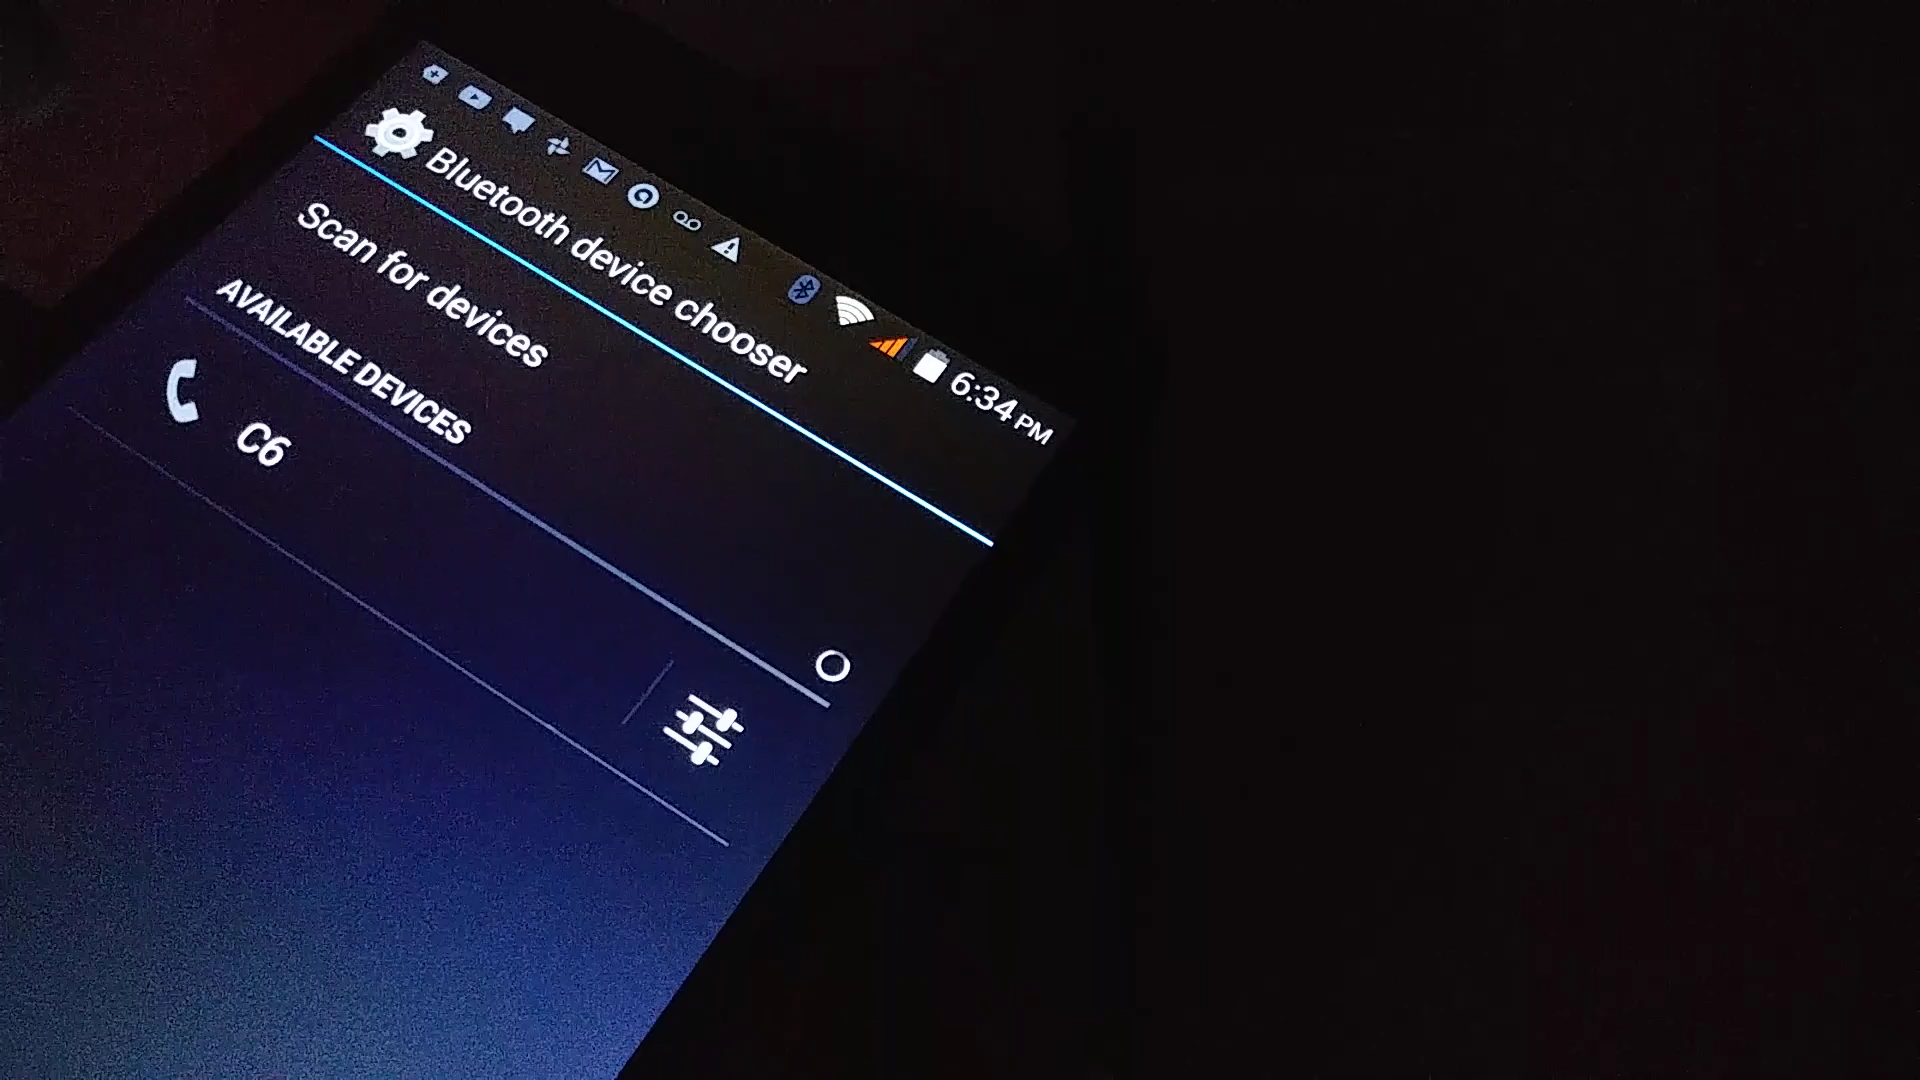 6:34 PM
Bluetooth device chooser
Scan for devices
AVAILABLE DEVICES
C6